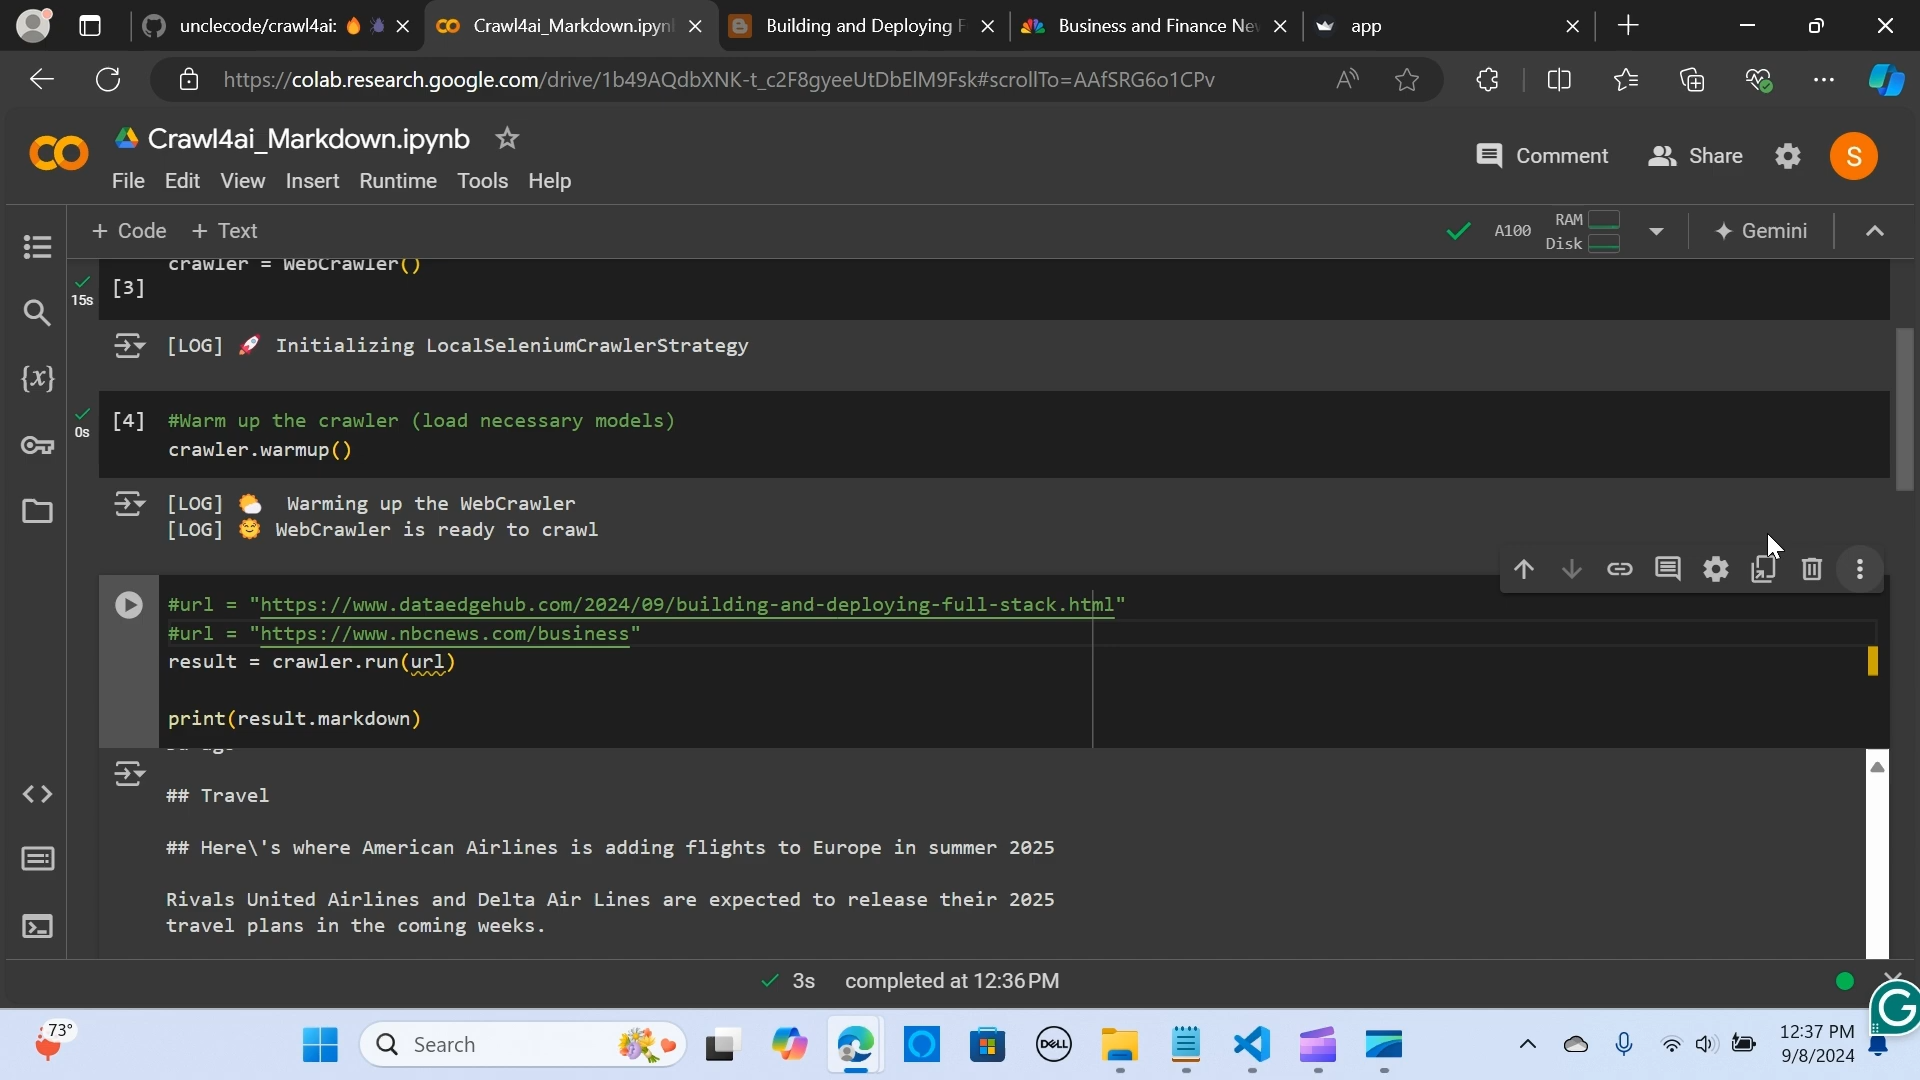 unclecode/crawl4ai: 🔥🕷️
Crawl4ai_Markdown.ipynb
Building and Deploying F
Business and Finance Nev
app
https://colab.research.google.com/drive/1b49AQdbXNK-t_c2F8gyeeUtDbElM9Fsk#scrollTo=AAfSRG6o1CPv
Crawl4ai_Markdown.ipynb
Comment
Share
S
File Edit View Insert Runtime Tools Help
+ Code + Text
A100
RAM
Disk
Gemini
crawler = WebCrawler()
[3]
15s
[LOG] 🚀 Initializing LocalSeleniumCrawlerStrategy
[4] #Warm up the crawler (load necessary models)
0s
crawler.warmup()
[LOG] 🌤️ Warming up the WebCrawler
[LOG] 🌞 WebCrawler is ready to crawl
#url = "https://www.dataedgehub.com/2024/09/building-and-deploying-full-stack.html"
#url = "https://www.nbcnews.com/business"
result = crawler.run(url)
print(result.markdown)
## Travel
## Here\'s where American Airlines is adding flights to Europe in summer 2025
Rivals United Airlines and Delta Air Lines are expected to release their 2025
travel plans in the coming weeks.
3s completed at 12:36 PM
73°
Search
DELL
12:37 PM
9/8/2024